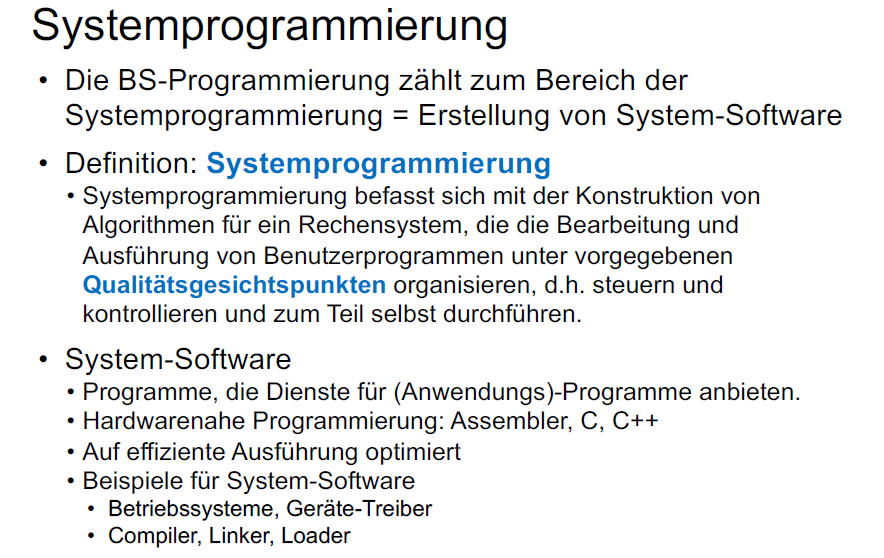 Systemprogrammierung
• Die BS-Programmierung zählt zum Bereich der
Systemprogrammierung = Erstellung von System-Software
• Definition: Systemprogrammierung
• Systemprogrammierung befasst sich mit der Konstruktion von
Algorithmen für ein Rechensystem, die die Bearbeitung und
Ausführung von Benutzerprogrammen unter vorgegebenen
Qualitätsgesichtspunkten organisieren, d.h. steuern und
kontrollieren und zum Teil selbst durchführen.
• System-Software
• Programme, die Dienste für (Anwendungs)-Programme anbieten.
• Hardwarenahe Programmierung: Assembler, C, C++
• Auf effiziente Ausführung optimiert
• Beispiele für System-Software
• Betriebssysteme, Geräte-Treiber
• Compiler, Linker, Loader